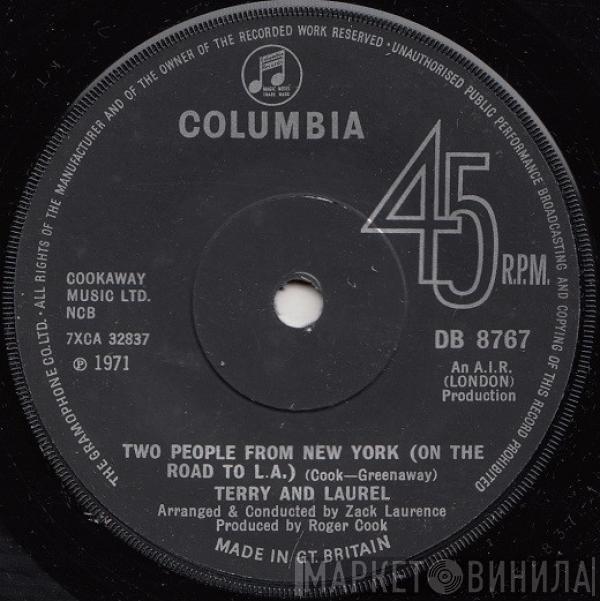 THE GRAMOPHONE CO. LTD. · ALL RIGHTS OF THE MANUFACTURER AND OF THE OWNER OF THE RECORDED WORK RESERVED · UNAUTHORISED PUBLIC PERFORMANCE BROADCASTING AND COPYING OF THIS RECORD PROHIBITED
COLUMBIA
45
R.P.M.
COOKAWAY
MUSIC LTD.
NCB
7XCA 32837
Ⓟ 1971
DB 8767
An A.I.R.
(LONDON)
Production
TWO PEOPLE FROM NEW YORK (ON THE
ROAD TO L.A.) (Cook—Greenaway)
TERRY AND LAUREL
Arranged & Conducted by Zack Laurence
Produced by Roger Cook
MADE IN GT. BRITAIN
МАРКЕТ ВИНИЛА